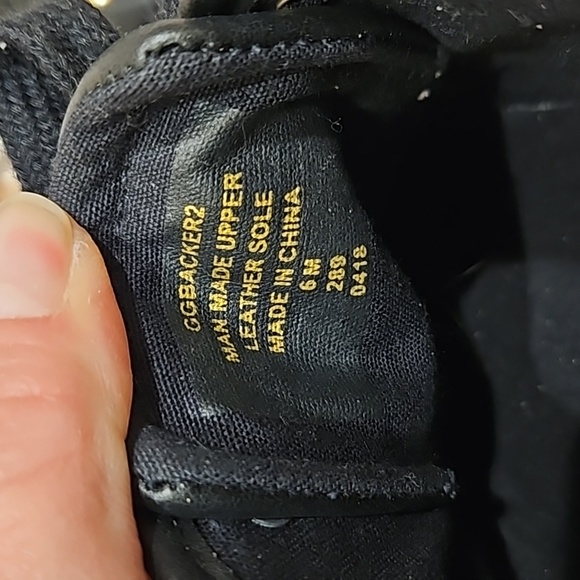 GGBACKER2
MAN MADE UPPER
LEATHER SOLE
MADE IN CHINA
6 M
289
0418